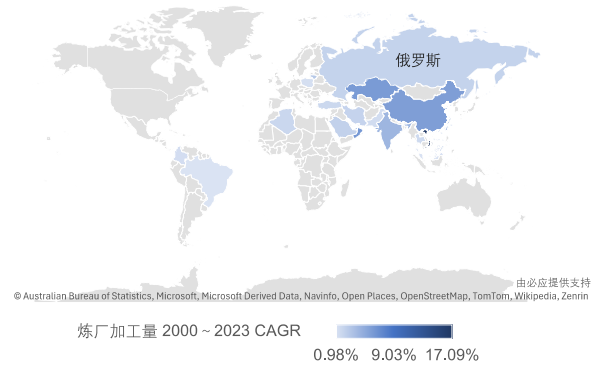 俄罗斯
由必应提供支持
© Australian Bureau of Statistics, Microsoft, Microsoft Derived Data, Navinfo, Open Places, OpenStreetMap, TomTom, Wikipedia, Zenrin
炼厂加工量 2000～2023 CAGR
0.98% 9.03% 17.09%